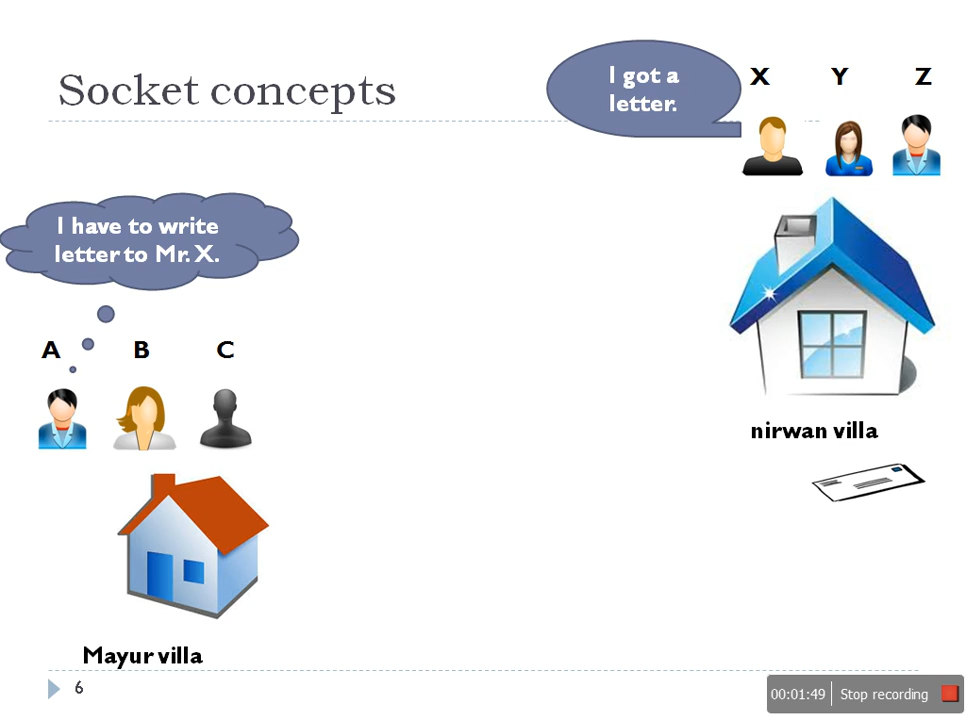 Socket concepts
I got a
letter.
X Y Z
I have to write
letter to Mr. X.
A B C
nirwan villa
Mayur villa
6
00:01:49 Stop recording